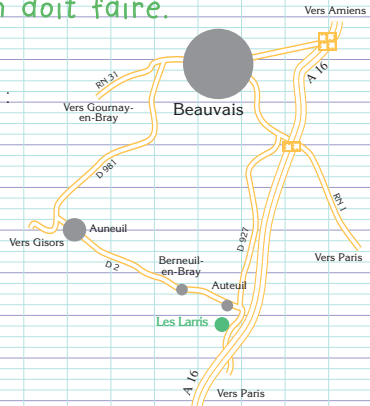 n doit faire.
Vers Amiens
A 16
RN 31
:
Vers Gournay-
en-Bray
Beauvais
D 981
RN 1
Auneuil
Vers Gisors
D 927
Vers Paris
Berneuil-
en-Bray
D 2
Auteuil
Les Larris
A 16
Vers Paris